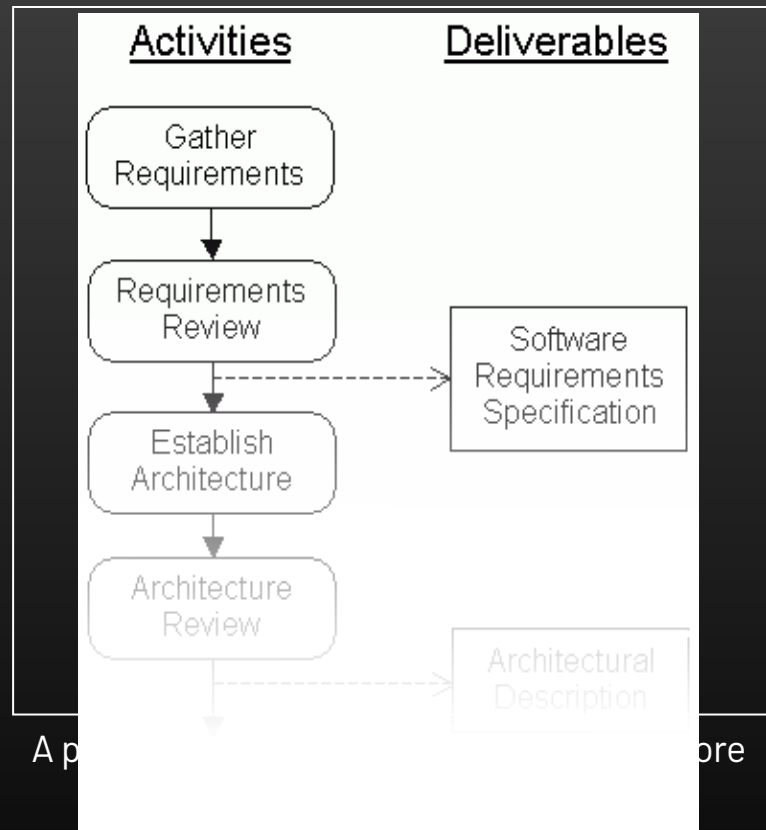 Activities
Deliverables
Gather
Requirements
Requirements
Review
Software
Requirements
Specification
Establish
Architecture
Architecture
Review
Architectural
Description
A p
ore